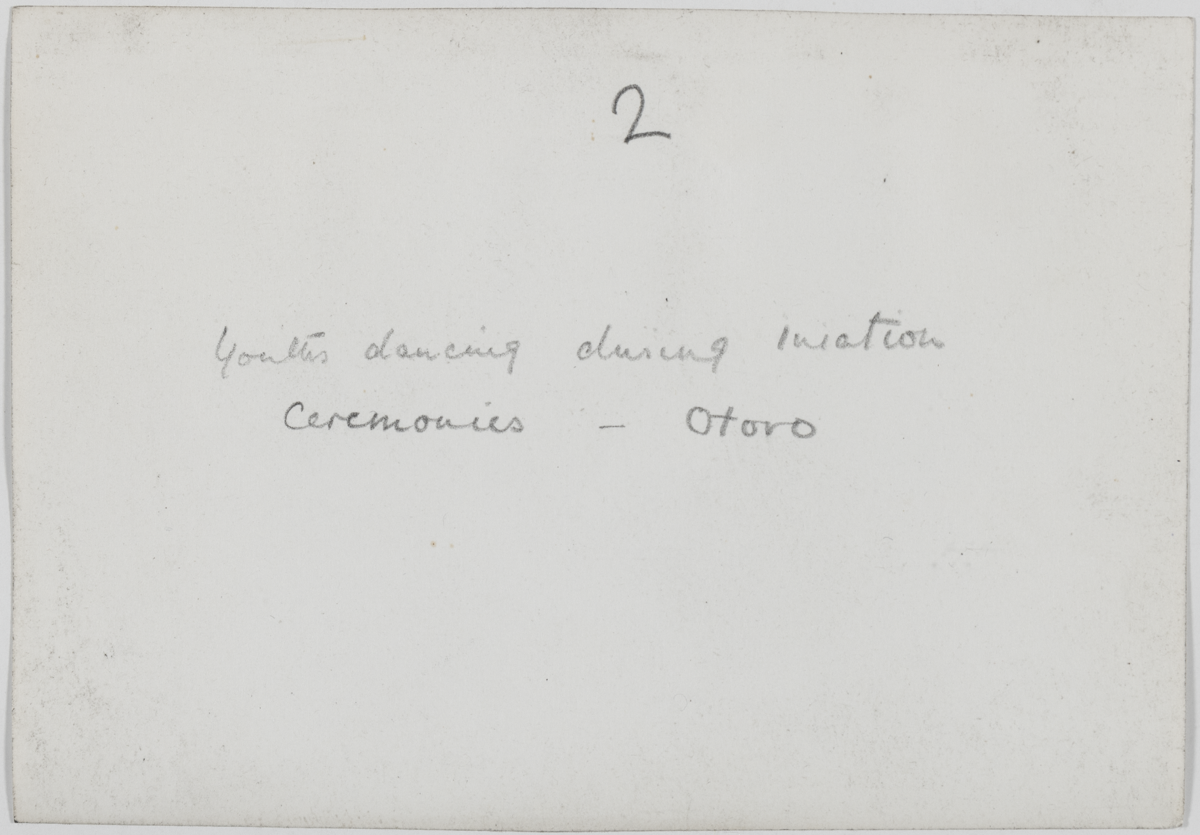 2
Youths dancing during Iniation
Ceremonies - Otoro